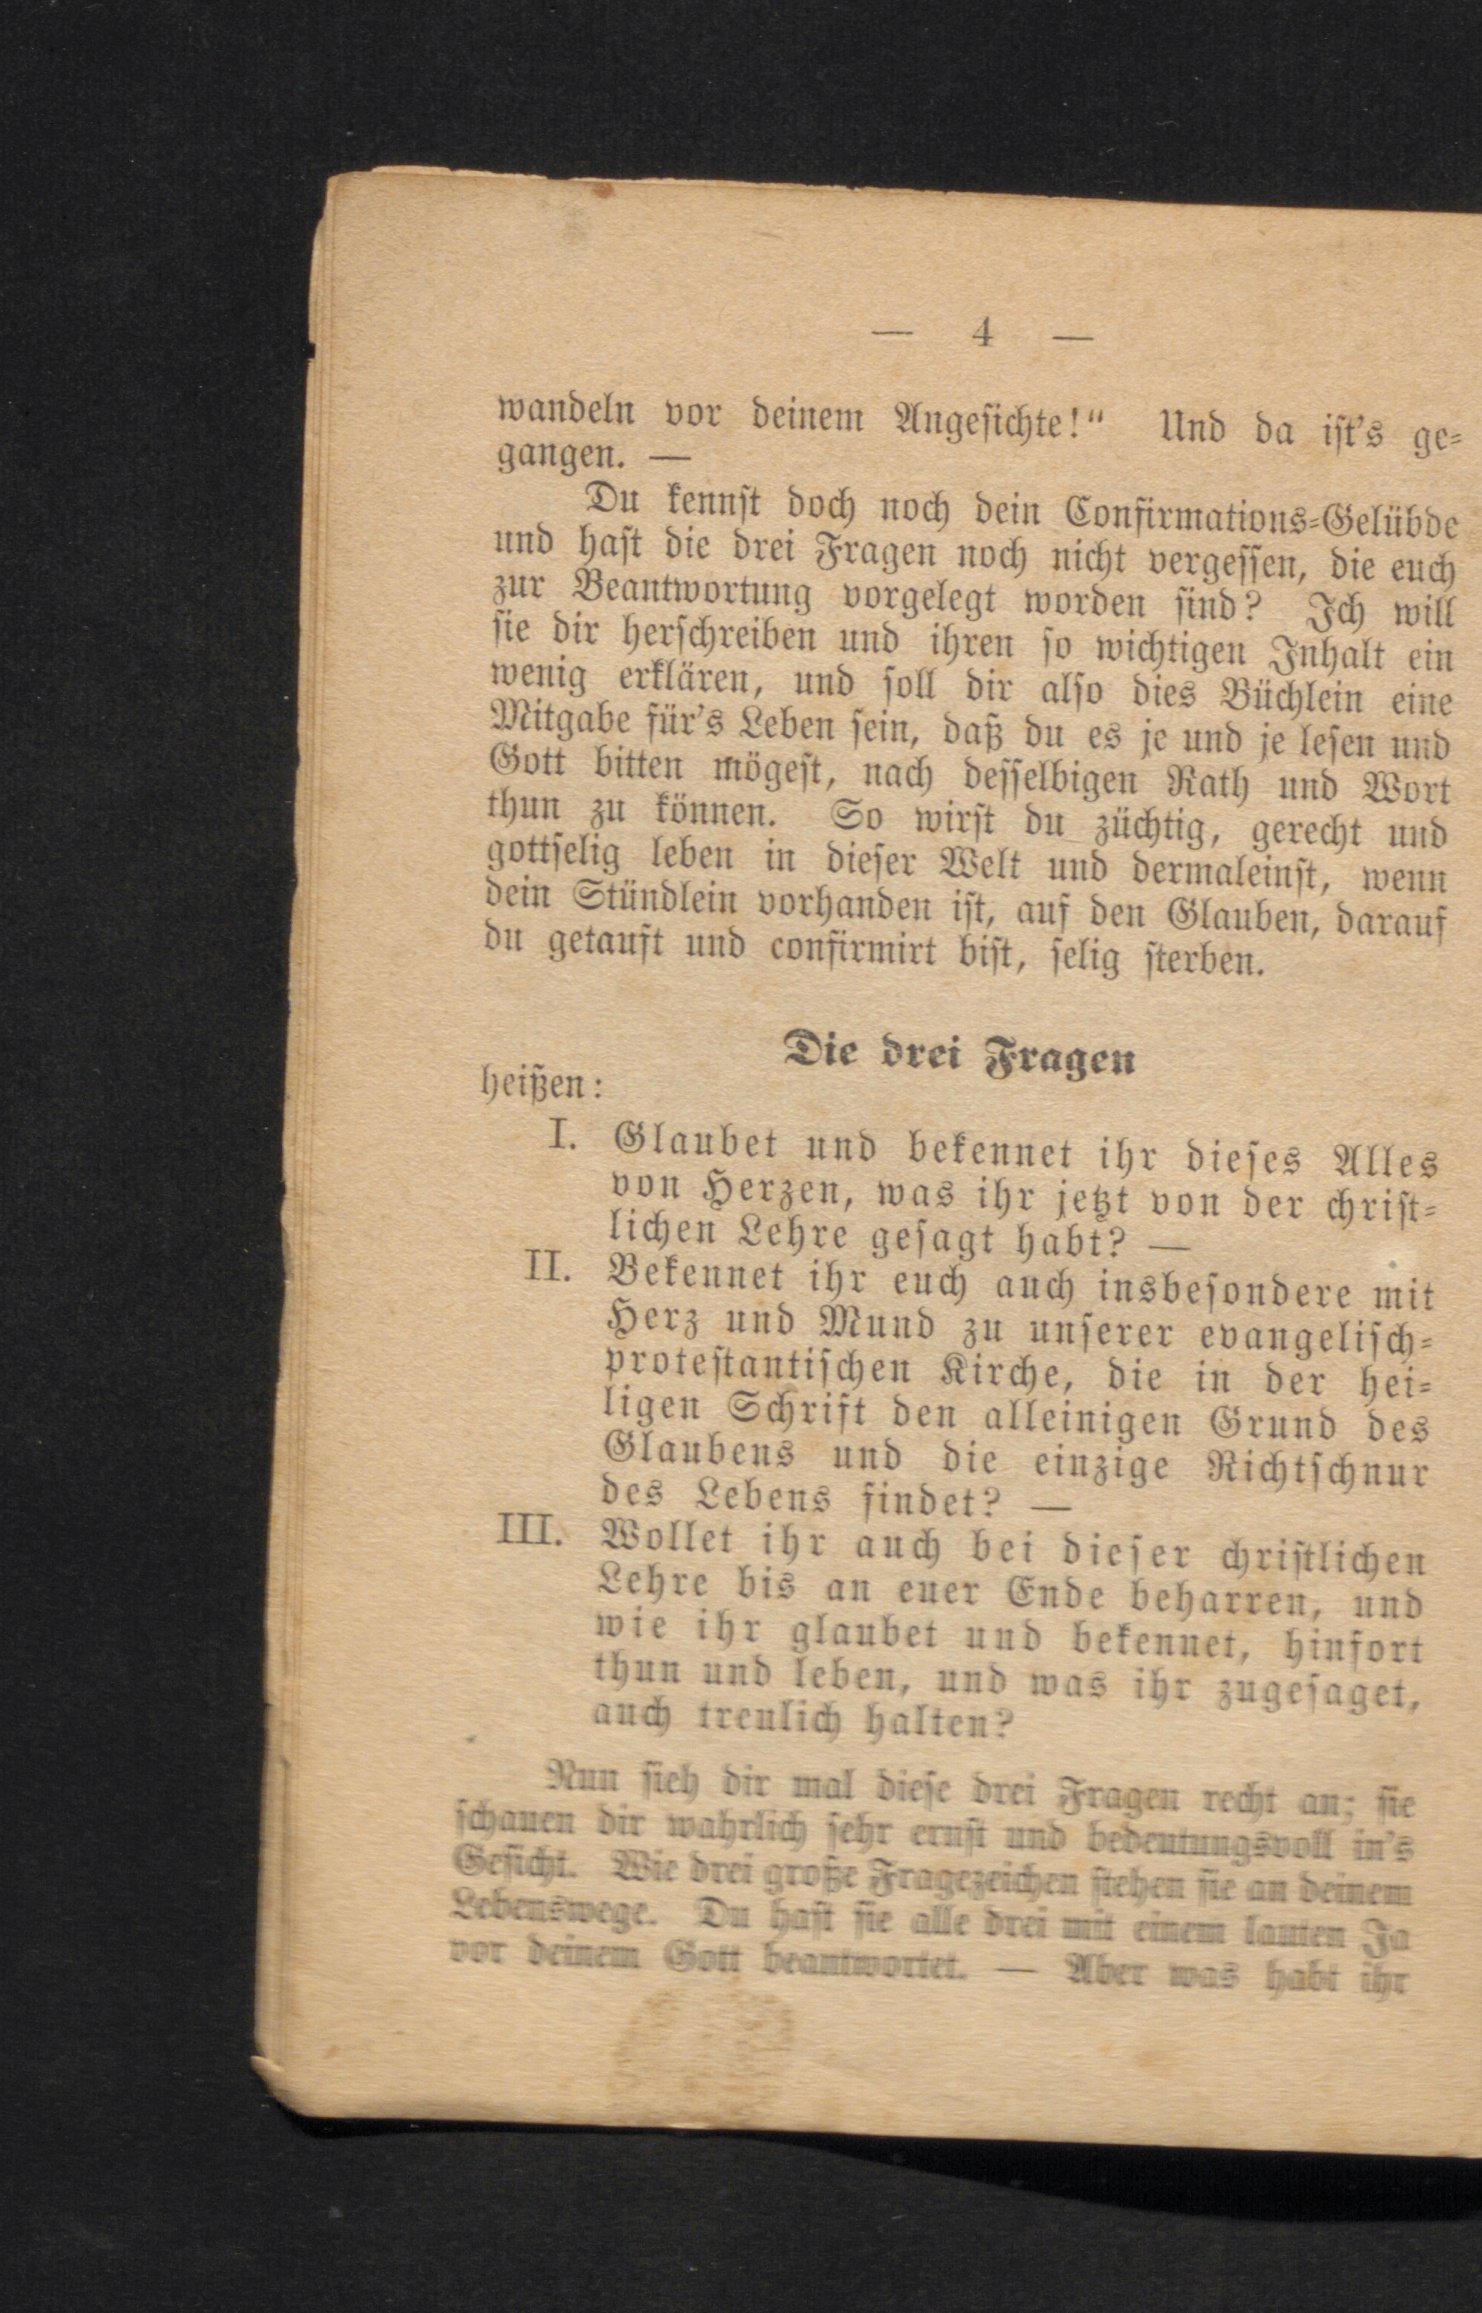 — 4 —
wandeln vor deinem Angesichte!“ Und da ist's ge-
gangen. —
Du kennst doch noch dein Confirmations-Gelübde
und hast die drei Fragen noch nicht vergessen, die euch
zur Beantwortung vorgelegt worden sind? Ich will
sie dir herschreiben und ihren so wichtigen Inhalt ein
wenig erklären, und soll dir also dies Büchlein eine
Mitgabe für's Leben sein, daß du es je und je lesen und
Gott bitten mögest, nach desselbigen Rath und Wort
thun zu können. So wirst du züchtig, gerecht und
gottselig leben in dieser Welt und dermaleinst, wenn
dein Stündlein vorhanden ist, auf den Glauben, darauf
du getauft und confirmirt bist, selig sterben.
Die drei Fragen
heißen:
I. Glaubet und bekennet ihr dieses Alles
von Herzen, was ihr jetzt von der christ-
lichen Lehre gesagt habt? —
II. Bekennet ihr euch auch insbesondere mit
Herz und Mund zu unserer evangelisch-
protestantischen Kirche, die in der hei-
ligen Schrift den alleinigen Grund des
Glaubens und die einzige Richtschnur
des Lebens findet? —
III. Wollet ihr auch bei dieser christlichen
Lehre bis an euer Ende beharren, und
wie ihr glaubet und bekennet, hinfort
thun und leben, und was ihr zugesaget,
auch treulich halten?
Nun sieh dir mal diese drei Fragen recht an; sie
schauen dir wahrlich sehr ernst und bedeutungsvoll in's
Gesicht. Wie drei große Fragezeichen stehen sie an deinem
Lebenswege. Du hast sie alle drei mit einem lauten Ja
vor deinem Gott beantwortet. — Aber was habt ihr